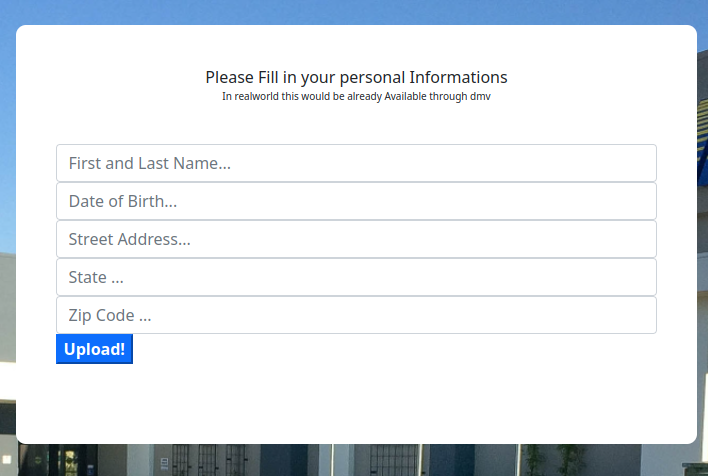 Please Fill in your personal Informations
In realworld this would be already Available through dmv
First and Last Name...
Date of Birth...
Street Address...
State ...
Zip Code ...
Upload!